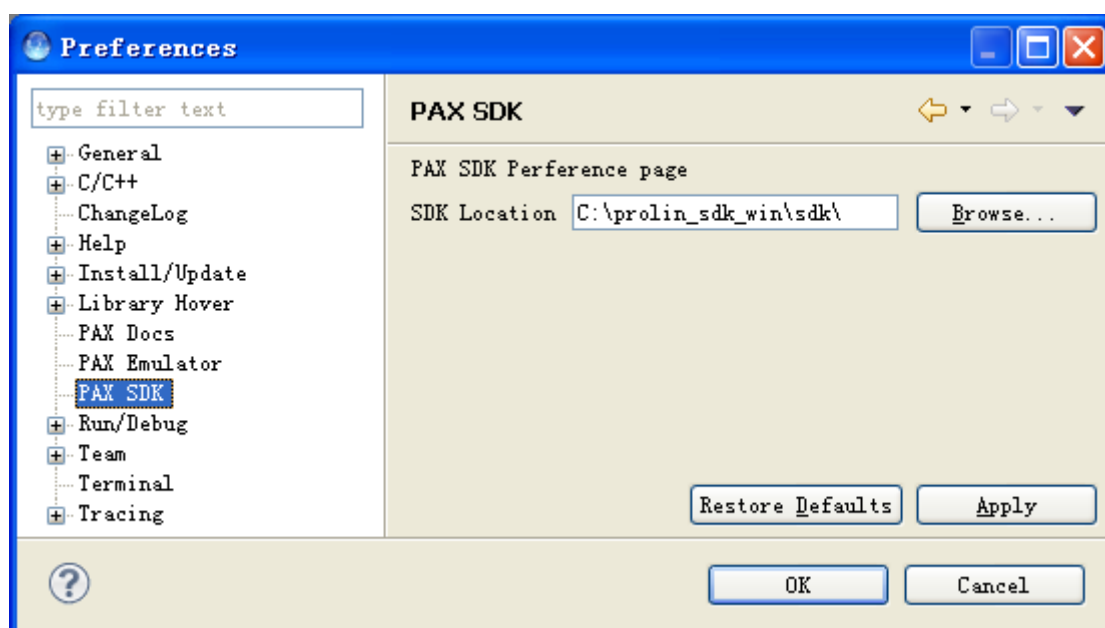 Preferences
type filter text
General
C/C++
ChangeLog
Help
Install/Update
Library Hover
PAX Docs
PAX Emulator
PAX SDK
Run/Debug
Team
Terminal
Tracing
PAX SDK
PAX SDK Perference page
SDK Location C:\prolin_sdk_win\sdk\ Browse...
Restore Defaults Apply
OK Cancel